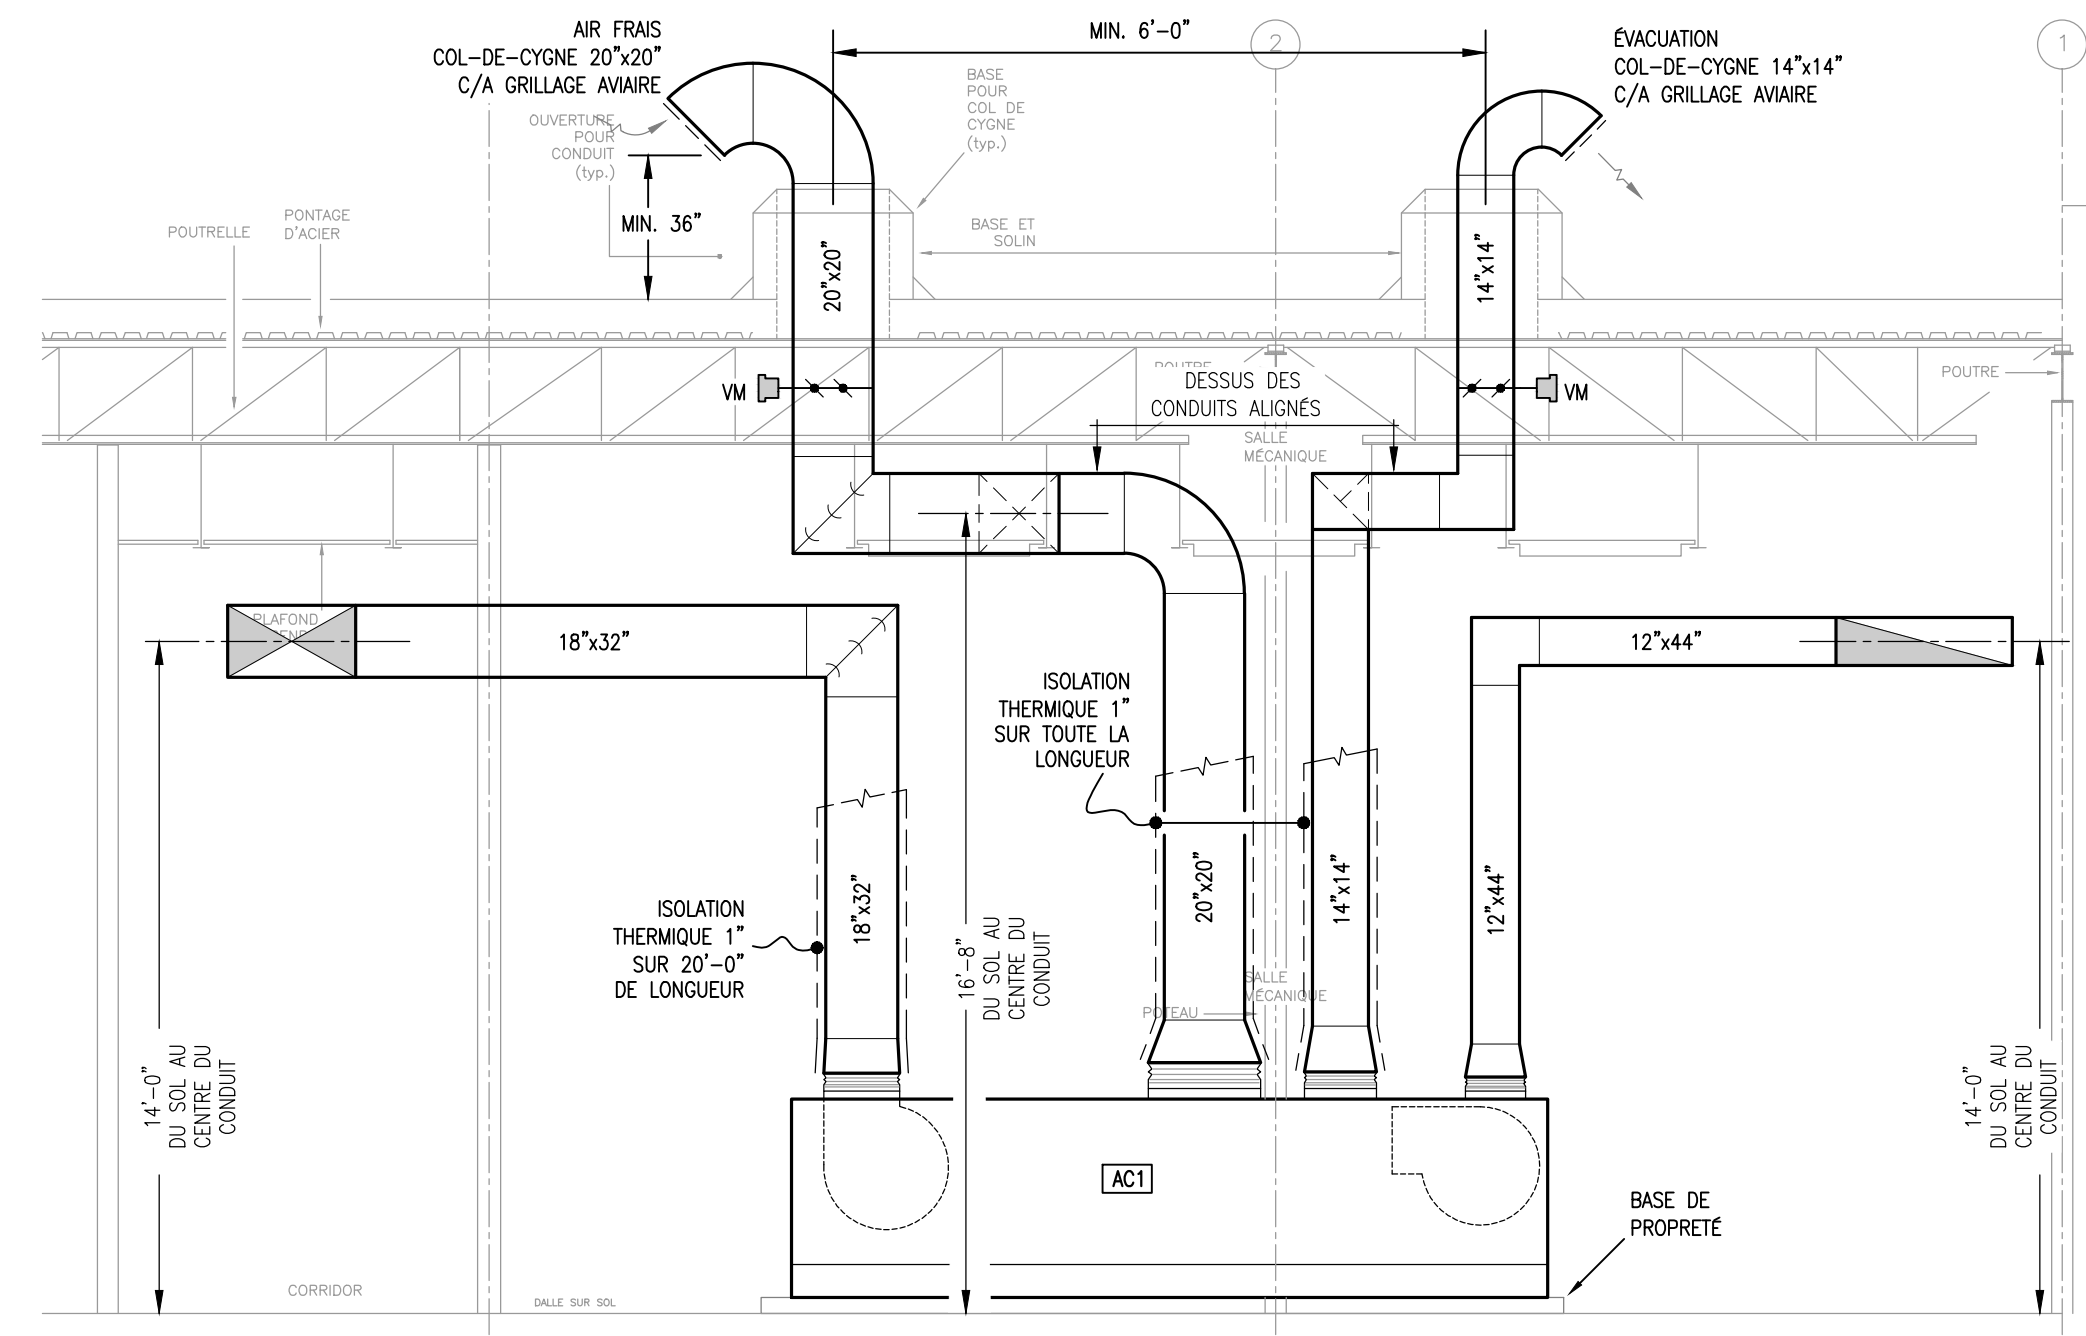 AIR FRAIS
COL-DE-CYGNE 20"x20"
C/A GRILLAGE AVIAIRE
MIN. 6'-0"
2
ÉVACUATION
COL-DE-CYGNE 14"x14"
C/A GRILLAGE AVIAIRE
1
BASE
POUR
COL DE
CYGNE
(typ.)
OUVERTURE
POUR
CONDUIT
(typ.)
MIN. 36"
POUTRELLE
PONTAGE
D'ACIER
BASE ET
SOLIN
20"x20"
14"x14"
VM
POUTRE
DESSUS DES
CONDUITS ALIGNÉS
VM
POUTRE
SALLE
MÉCANIQUE
PLAFOND
18"x32"
12"x44"
ISOLATION
THERMIQUE 1"
SUR TOUTE LA
LONGUEUR
ISOLATION
THERMIQUE 1"
SUR 20'-0"
DE LONGUEUR
18"x32"
16'-8"
DU SOL AU
CENTRE DU
CONDUIT
20"x20"
14"x14"
12"x44"
SALLE
MÉCANIQUE
POTEAU
14'-0"
DU SOL AU
CENTRE DU
CONDUIT
14'-0"
DU SOL AU
CENTRE DU
CONDUIT
AC1
BASE DE
PROPRETÉ
CORRIDOR
DALLE SUR SOL